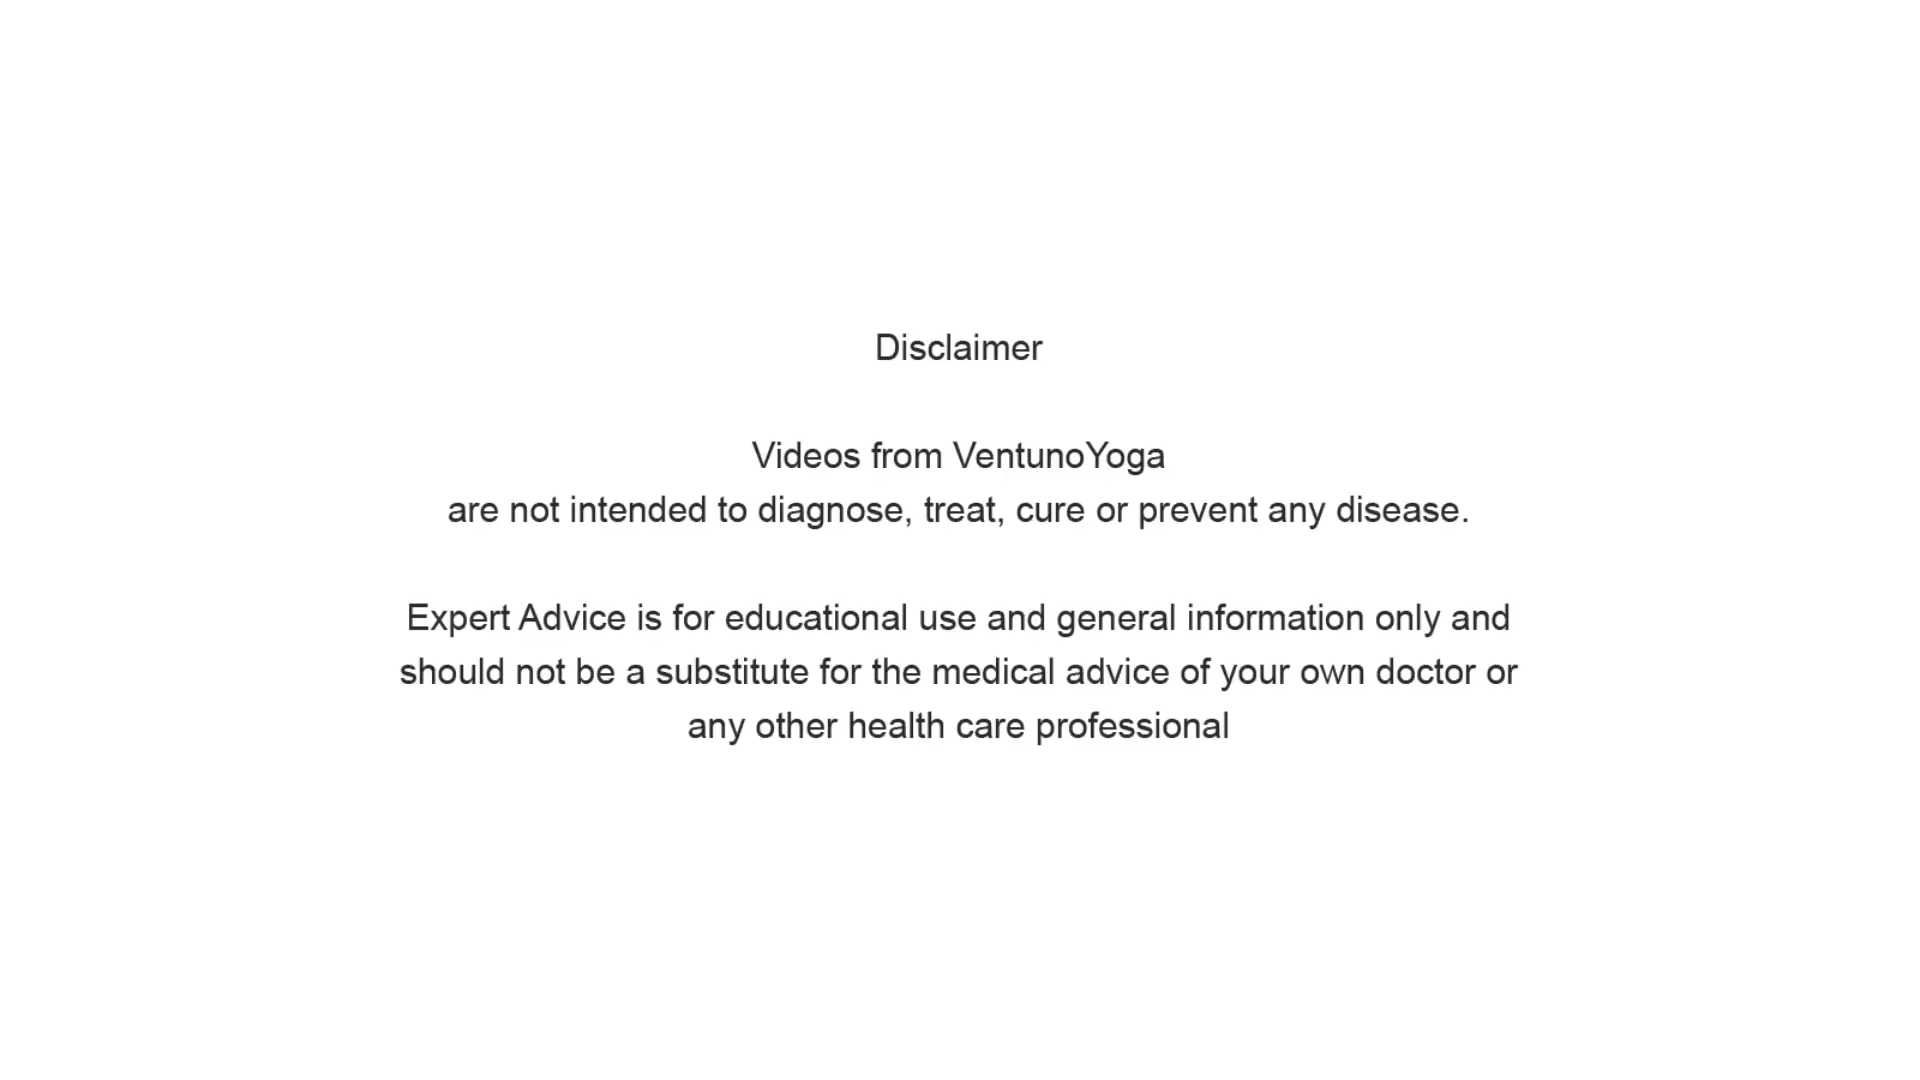 Disclaimer
Videos from VentunoYoga
are not intended to diagnose, treat, cure or prevent any disease.
Expert Advice is for educational use and general information only and
should not be a substitute for the medical advice of your own doctor or
any other health care professional